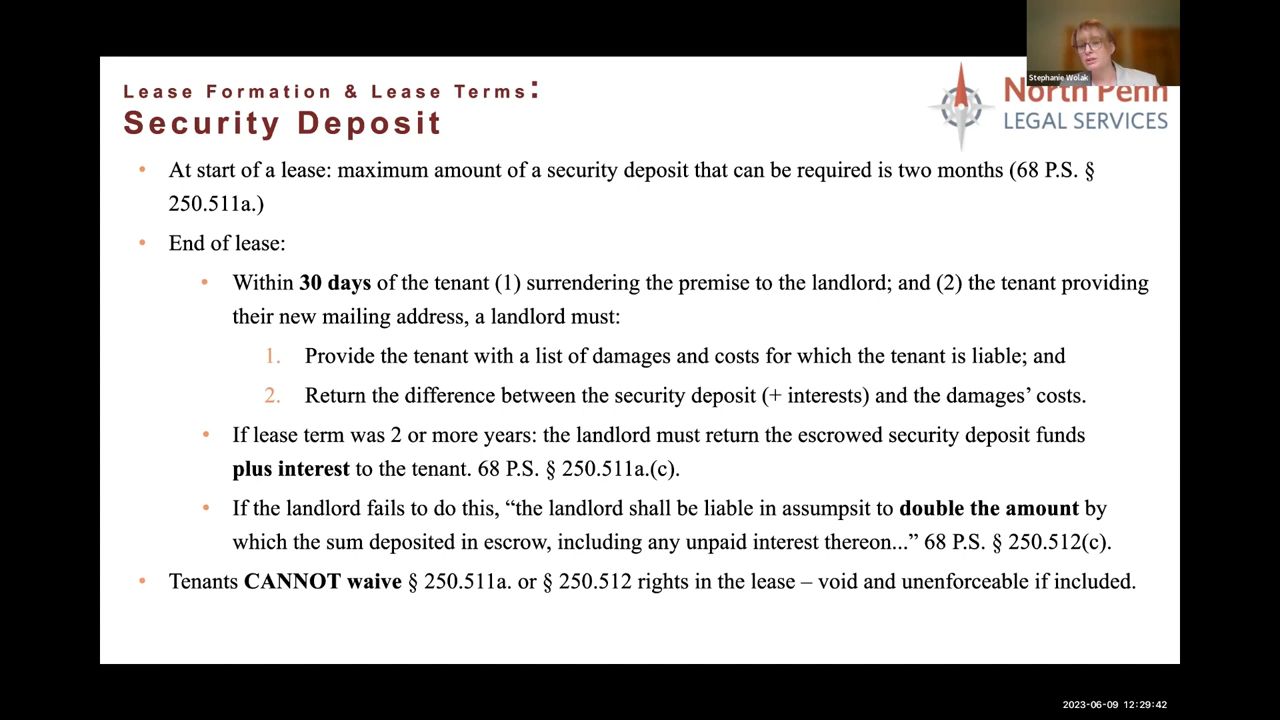 Stephanie Wolak
Lease Formation & Lease Terms:
Security Deposit
North Penn
LEGAL SERVICES
• At start of a lease: maximum amount of a security deposit that can be required is two months (68 P.S. §
250.511a.)
• End of lease:
• Within 30 days of the tenant (1) surrendering the premise to the landlord; and (2) the tenant providing
their new mailing address, a landlord must:
1. Provide the tenant with a list of damages and costs for which the tenant is liable; and
2. Return the difference between the security deposit (+ interests) and the damages’ costs.
• If lease term was 2 or more years: the landlord must return the escrowed security deposit funds
plus interest to the tenant. 68 P.S. § 250.511a.(c).
• If the landlord fails to do this, “the landlord shall be liable in assumpsit to double the amount by
which the sum deposited in escrow, including any unpaid interest thereon...” 68 P.S. § 250.512(c).
• Tenants CANNOT waive § 250.511a. or § 250.512 rights in the lease – void and unenforceable if included.
2023-06-09 12:29:42